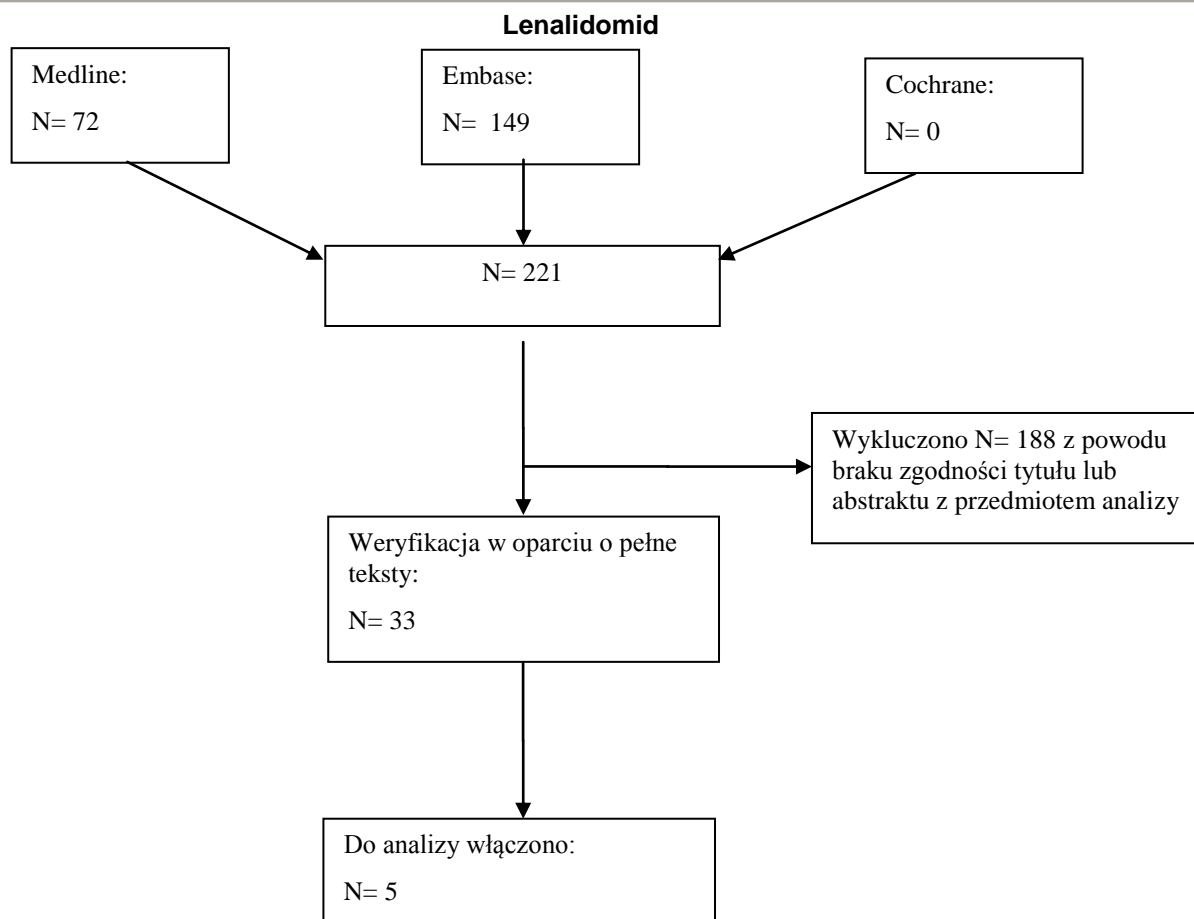 Lenalidomid
Medline:
N= 72
Embase:
N= 149
Cochrane:
N= 0
N= 221
Wykluczono N= 188 z powodu
braku zgodności tytułu lub
abstraktu z przedmiotem analizy
Weryfikacja w oparciu o pełne
teksty:
N= 33
Do analizy włączono:
N= 5